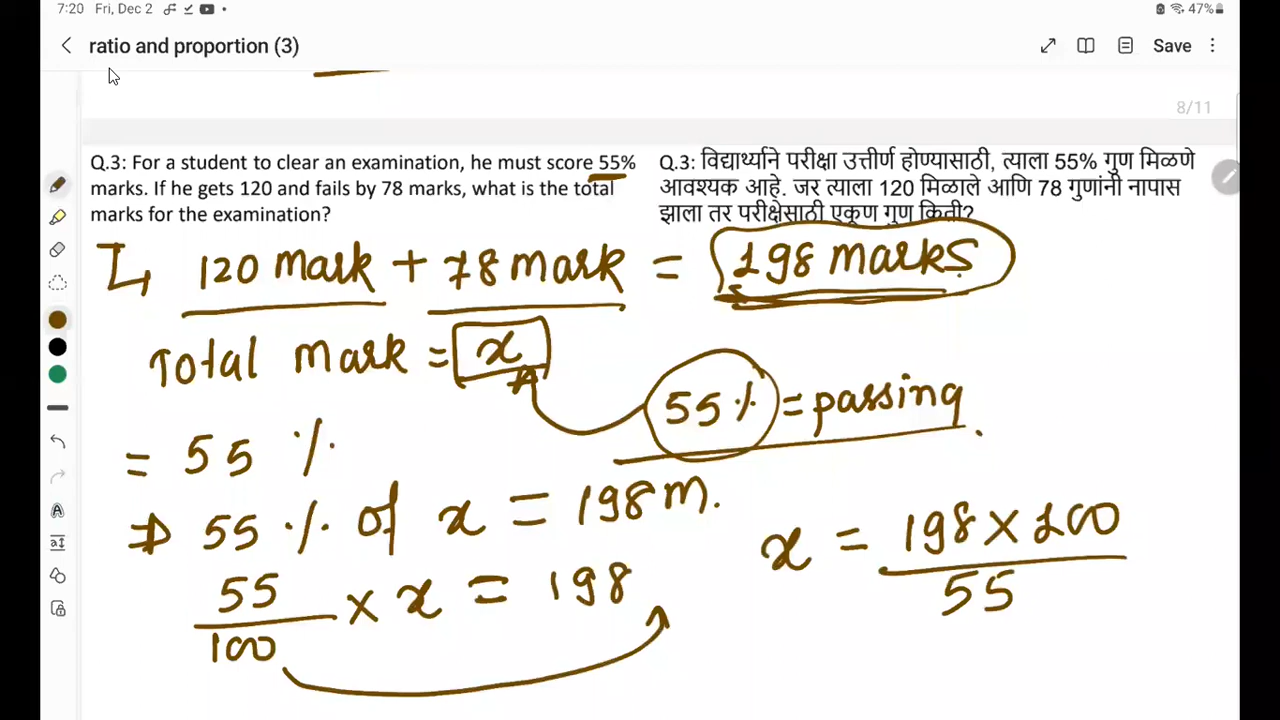 7:20 Fri, Dec 2
47%
ratio and proportion (3)
Save
8/11
Q.3: For a student to clear an examination, he must score 55%
marks. If he gets 120 and fails by 78 marks, what is the total
marks for the examination?
Q.3: विद्यार्थ्याने परीक्षा उत्तीर्ण होण्यासाठी, त्याला 55% गुण मिळणे
आवश्यक आहे. जर त्याला 120 मिळाले आणि 78 गुणांनी नापास
झाला तर परीक्षेसाठी एकूण गुण किती?
120 mark + 78 mark = 198 marks.
Total mark = x
55 % = passing
= 55 %
⇒ 55 % of x = 198 m.
55/100 × x = 198
x = 198 × 100 / 55